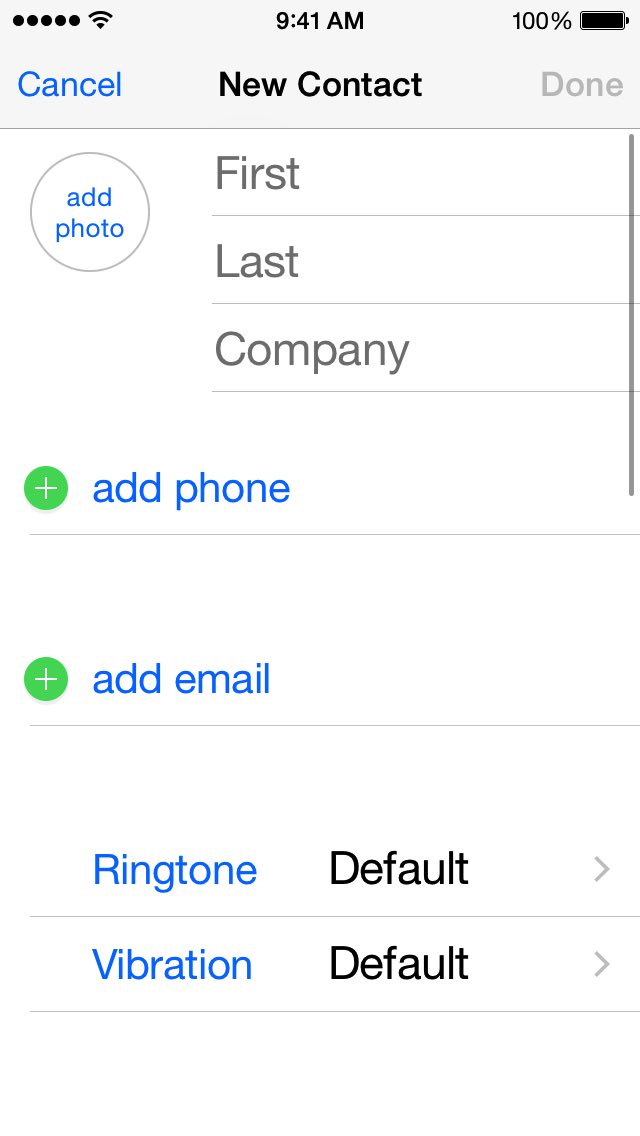 9:41 AM 100%
Cancel New Contact Done
add
photo
First
Last
Company
add phone
add email
Ringtone Default
Vibration Default